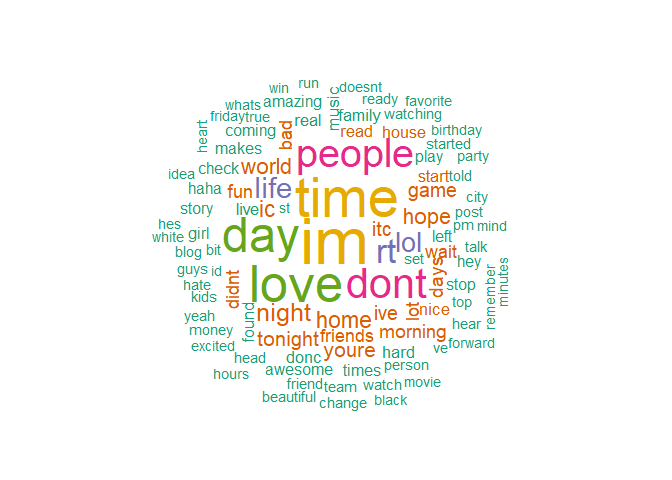 win
run
doesnt
whats
amazing
music
ready
favorite
fridaytrue
real
family
watching
heart
coming
bad
read
house
birthday
makes
people
started
idea
check
world
play
party
haha
fun
life
time
start
told
game
city
story
live
ic
st
hes
day
im
itc
hope
post
white
girl
rt
lol
left
pm
mind
blog
bit
wait
talk
guys
id
love
dont
set
days
hey
hate
didnt
stop
kids
night
home
ive
lot
nice
top
remember
minutes
yeah
found
tonight
friends
morning
hear
money
youre
excited
head
donc
hard
ve
forward
hours
awesome
times
person
friend
team
watch
movie
beautiful
change
black